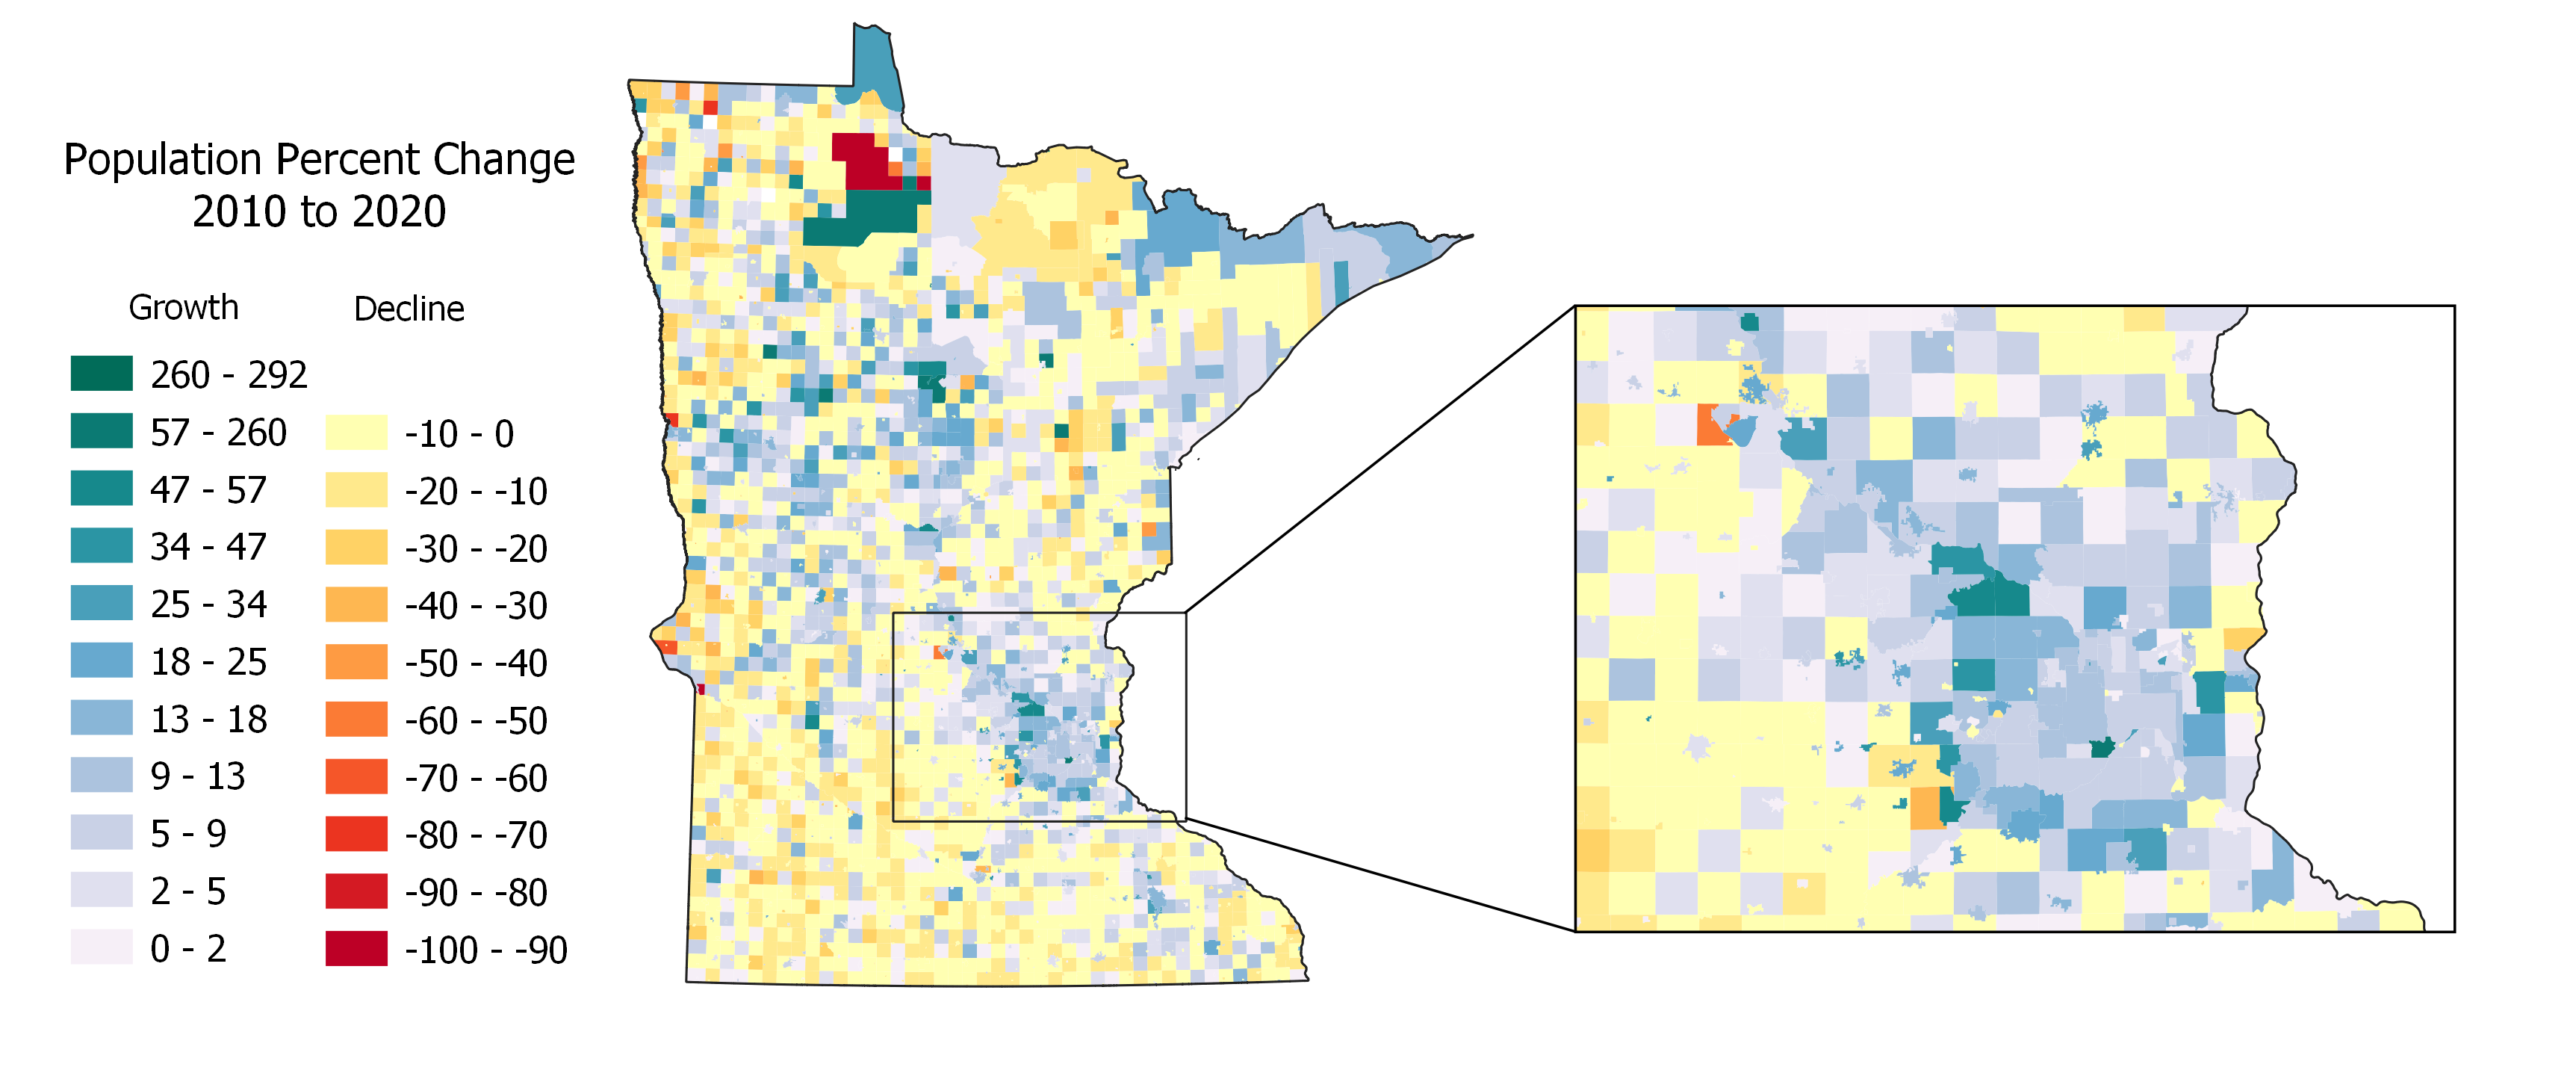 Population Percent Change
2010 to 2020
Growth
Decline
260 - 292
57 - 260
-10 - 0
47 - 57
-20 - -10
34 - 47
-30 - -20
25 - 34
-40 - -30
18 - 25
-50 - -40
13 - 18
-60 - -50
9 - 13
-70 - -60
5 - 9
-80 - -70
2 - 5
-90 - -80
0 - 2
-100 - -90